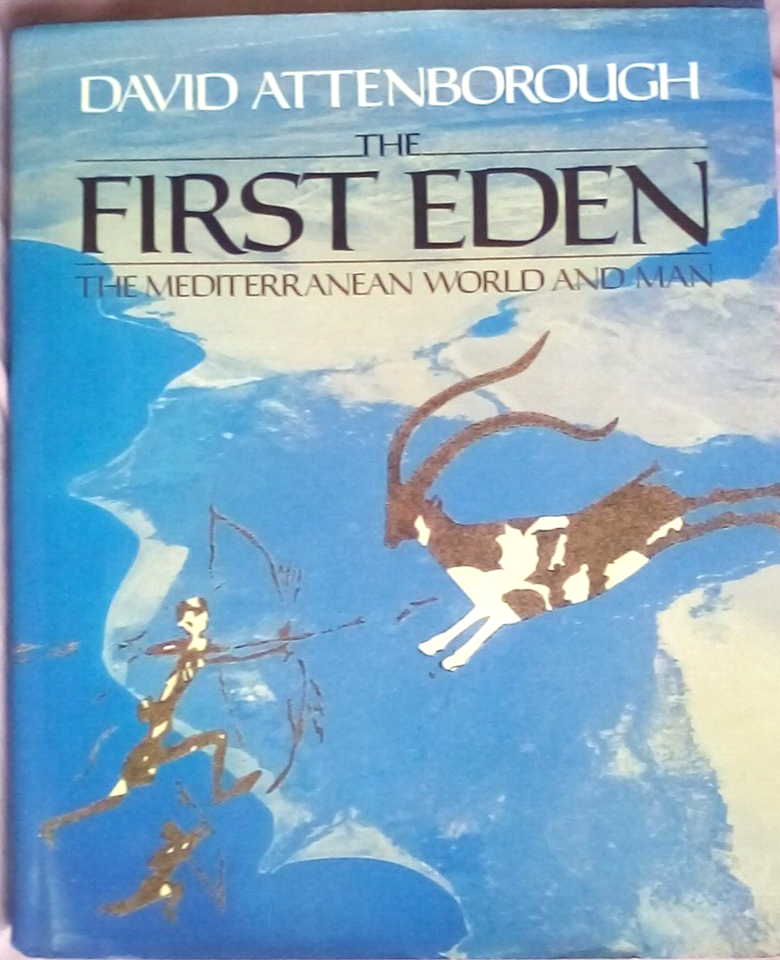 DAVID ATTENBOROUGH
THE
FIRST EDEN
THE MEDITERRANEAN WORLD AND MAN